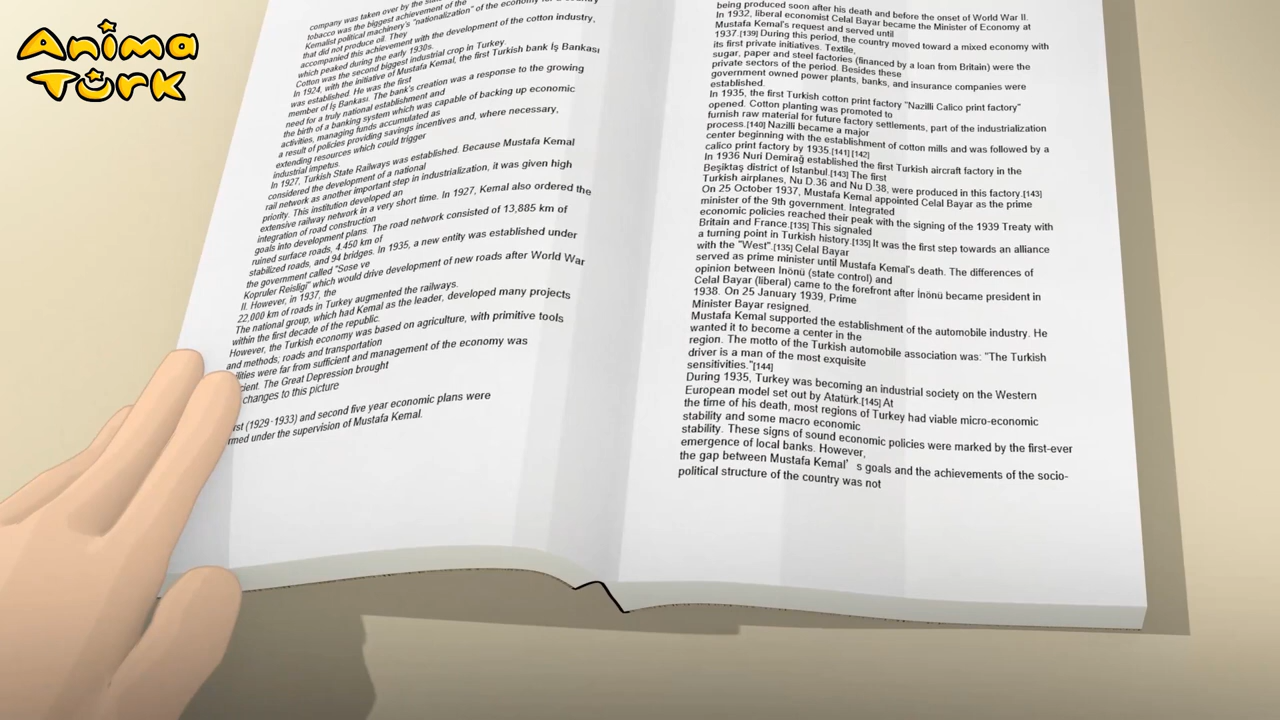 Anima
Türk
company was taken over by the
tobacco was the biggest achievement of the
Kemalist political machinery's "nationalization" of the economy for a
that did not produce oil. They
accompanied this achievement with the development of the cotton industry,
which peaked during the early 1930s.
Cotton was the second biggest industrial crop in Turkey.
In 1924, with the initiative of Mustafa Kemal, the first Turkish bank İş Bankası
was established. He was the first
member of İş Bankası. The bank's creation was a response to the growing
need for a truly national establishment and
the birth of a banking system which was capable of backing up economic
activities, managing funds accumulated as
a result of policies providing savings incentives and, where necessary,
extending resources which could trigger
industrial impetus.
In 1927, Turkish State Railways was established. Because Mustafa Kemal
considered the development of a national
rail network as another important step in industrialization, it was given high
priority. This institution developed an
extensive railway network in a very short time. In 1927, Kemal also ordered the
integration of road construction
goals into development plans. The road network consisted of 13,885 km of
ruined surface roads, 4.450 km of
stabilized roads, and 94 bridges. In 1935, a new entity was established under
the government called "Sose ve
Kopruler Reisligi" which would drive development of new roads after World War
II. However, in 1937, the
22,000 km of roads in Turkey augmented the railways.
The national group, which had Kemal as the leader, developed many projects
within the first decade of the republic.
However, the Turkish economy was based on agriculture, with primitive tools
and methods; roads and transportation
were far from sufficient and management of the economy was
The Great Depression brought
changes to this picture
(1929-1933) and second five year economic plans were
under the supervision of Mustafa Kemal.
being produced soon after his death and before the onset of World War II.
In 1932, liberal economist Celal Bayar became the Minister of Economy at
Mustafa Kemal's request and served until
1937.[139] During this period, the country moved toward a mixed economy with
its first private initiatives. Textile,
sugar, paper and steel factories (financed by a loan from Britain) were the
private sectors of the period. Besides these
government owned power plants, banks, and insurance companies were
established.
In 1935, the first Turkish cotton print factory "Nazilli Calico print factory"
opened. Cotton planting was promoted to
furnish raw material for future factory settlements, part of the industrialization
process.[140] Nazilli became a major
center beginning with the establishment of cotton mills and was followed by a
calico print factory by 1935.[141] [142]
In 1936 Nuri Demirağ established the first Turkish aircraft factory in the
Beşiktaş district of Istanbul.[143] The first
Turkish airplanes, Nu D.36 and Nu D.38, were produced in this factory.[143]
On 25 October 1937, Mustafa Kemal appointed Celal Bayar as the prime
minister of the 9th government. Integrated
economic policies reached their peak with the signing of the 1939 Treaty with
Britain and France.[135] This signaled
a turning point in Turkish history.[135] It was the first step towards an alliance
with the "West".[135] Celal Bayar
served as prime minister until Mustafa Kemal's death. The differences of
opinion between İnönü (state control) and
Celal Bayar (liberal) came to the forefront after İnönü became president in
1938. On 25 January 1939, Prime
Minister Bayar resigned.
Mustafa Kemal supported the establishment of the automobile industry. He
wanted it to become a center in the
region. The motto of the Turkish automobile association was: "The Turkish
driver is a man of the most exquisite
sensitivities."[144]
During 1935, Turkey was becoming an industrial society on the Western
European model set out by Atatürk.[145] At
the time of his death, most regions of Turkey had viable micro-economic
stability and some macro economic
stability. These signs of sound economic policies were marked by the first-ever
emergence of local banks. However,
the gap between Mustafa Kemal's goals and the achievements of the socio-
political structure of the country was not